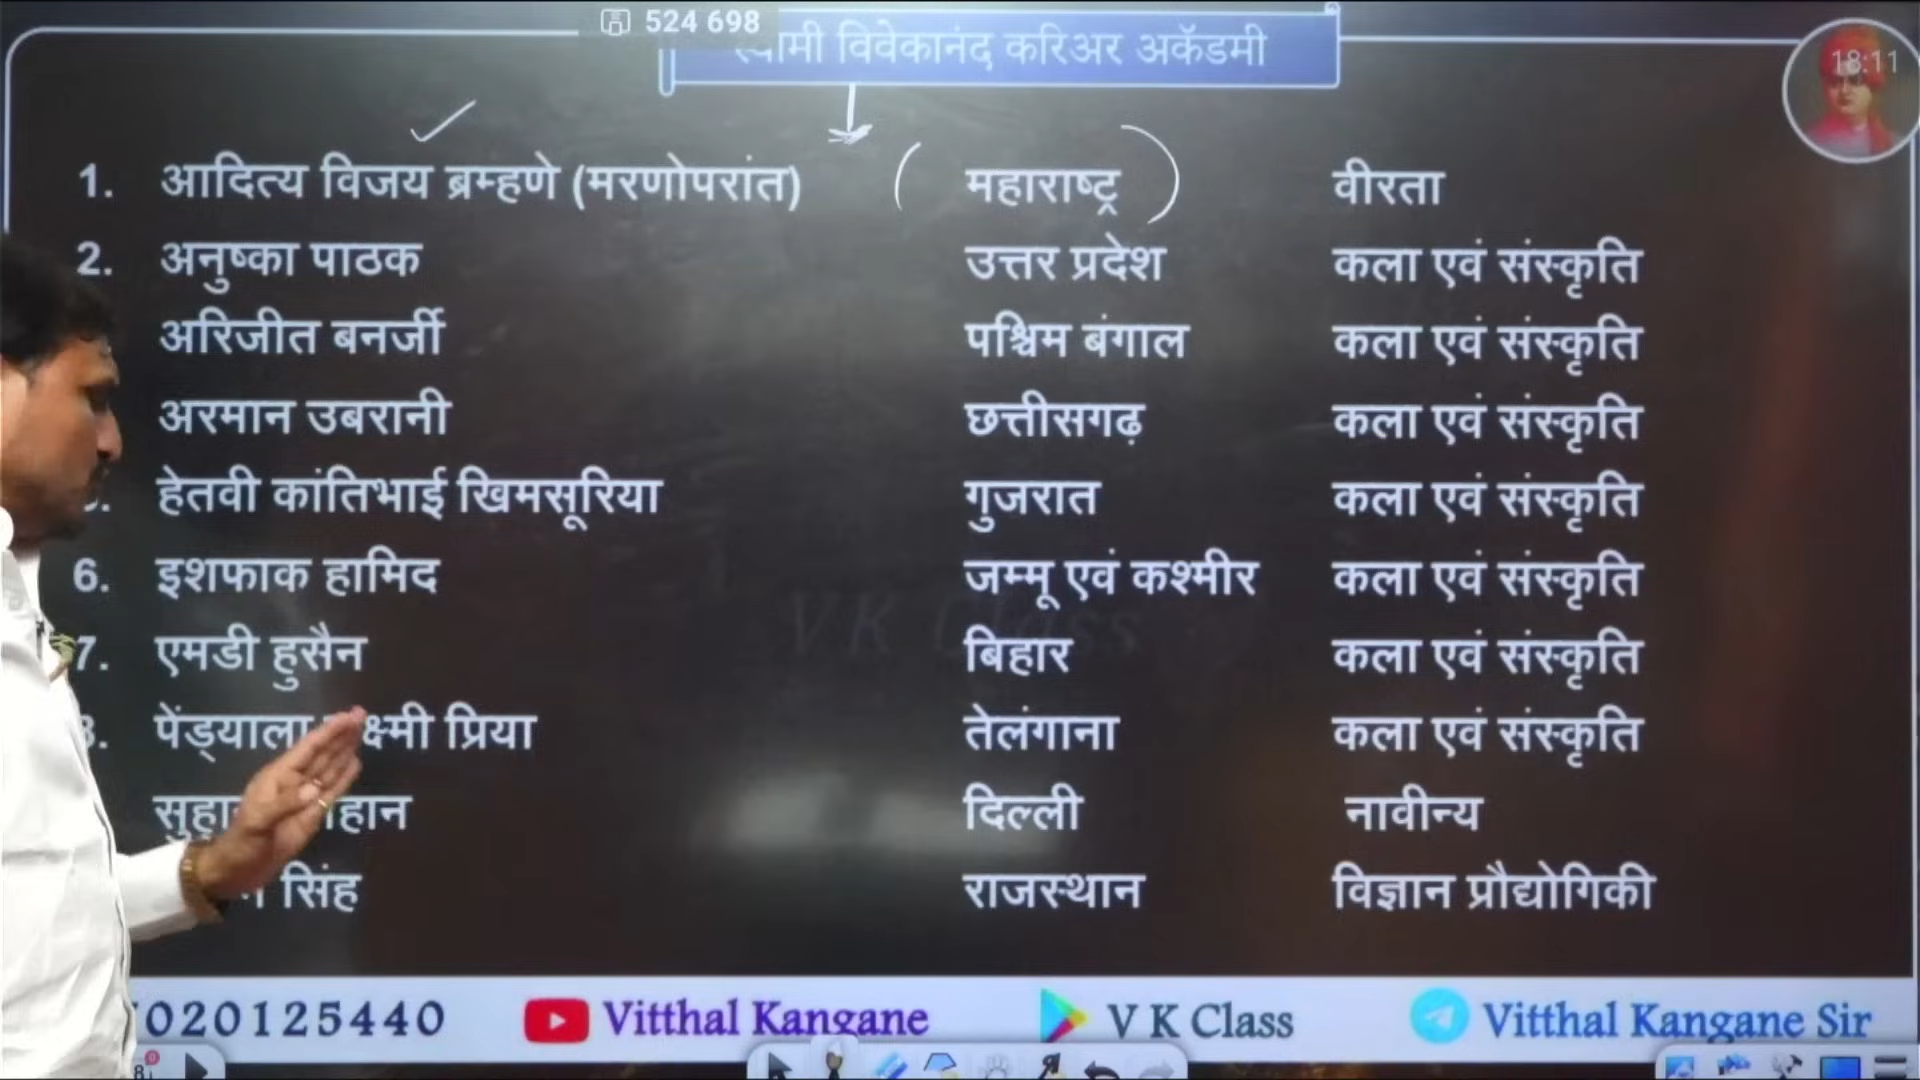 524 698
स्वामी विवेकानंद करिअर अकॅडमी
18:11
1. आदित्य विजय ब्रम्हणे (मरणोपरांत) महाराष्ट्र वीरता
2. अनुष्का पाठक उत्तर प्रदेश कला एवं संस्कृति
अरिजीत बनर्जी पश्चिम बंगाल कला एवं संस्कृति
अरमान उबरानी छत्तीसगढ़ कला एवं संस्कृति
हेतवी कांतिभाई खिमसूरिया गुजरात कला एवं संस्कृति
6. इशफाक हामिद जम्मू एवं कश्मीर कला एवं संस्कृति
7. एमडी हुसैन बिहार कला एवं संस्कृति
पेंड्याला प्रिया तेलंगाना कला एवं संस्कृति
दिल्ली नावीन्य
सिंह राजस्थान विज्ञान प्रौद्योगिकी
V K Class
020125440 Vitthal Kangane V K Class Vitthal Kangane Sir